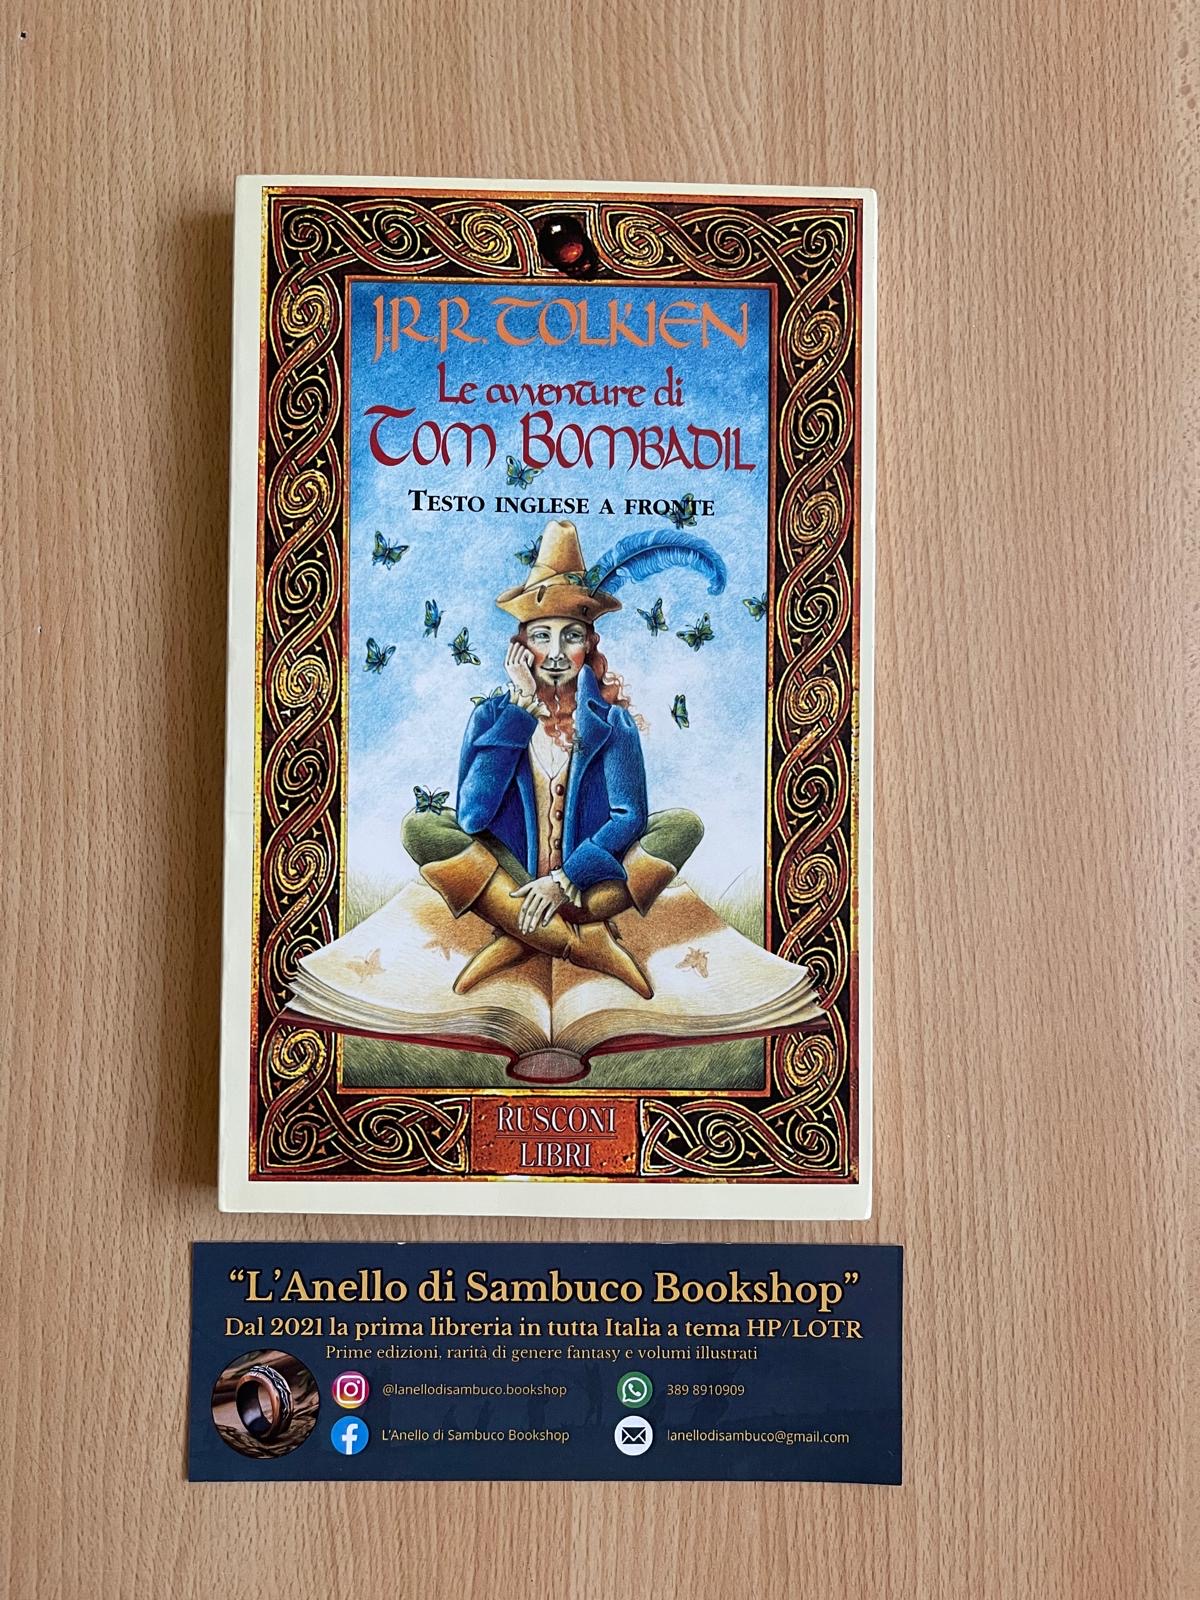 J.R.R. TOLKIEN
Le avventure di
TOM BOMBADIL
TESTO INGLESE A FRONTE
RUSCONI
LIBRI
“L’Anello di Sambuco Bookshop”
Dal 2021 la prima libreria in tutta Italia a tema HP/LOTR
Prime edizioni, rarità di genere fantasy e volumi illustrati
@lanellodisambuco.bookshop
389 8910909
L’Anello di Sambuco Bookshop
lanellodisambuco@gmail.com